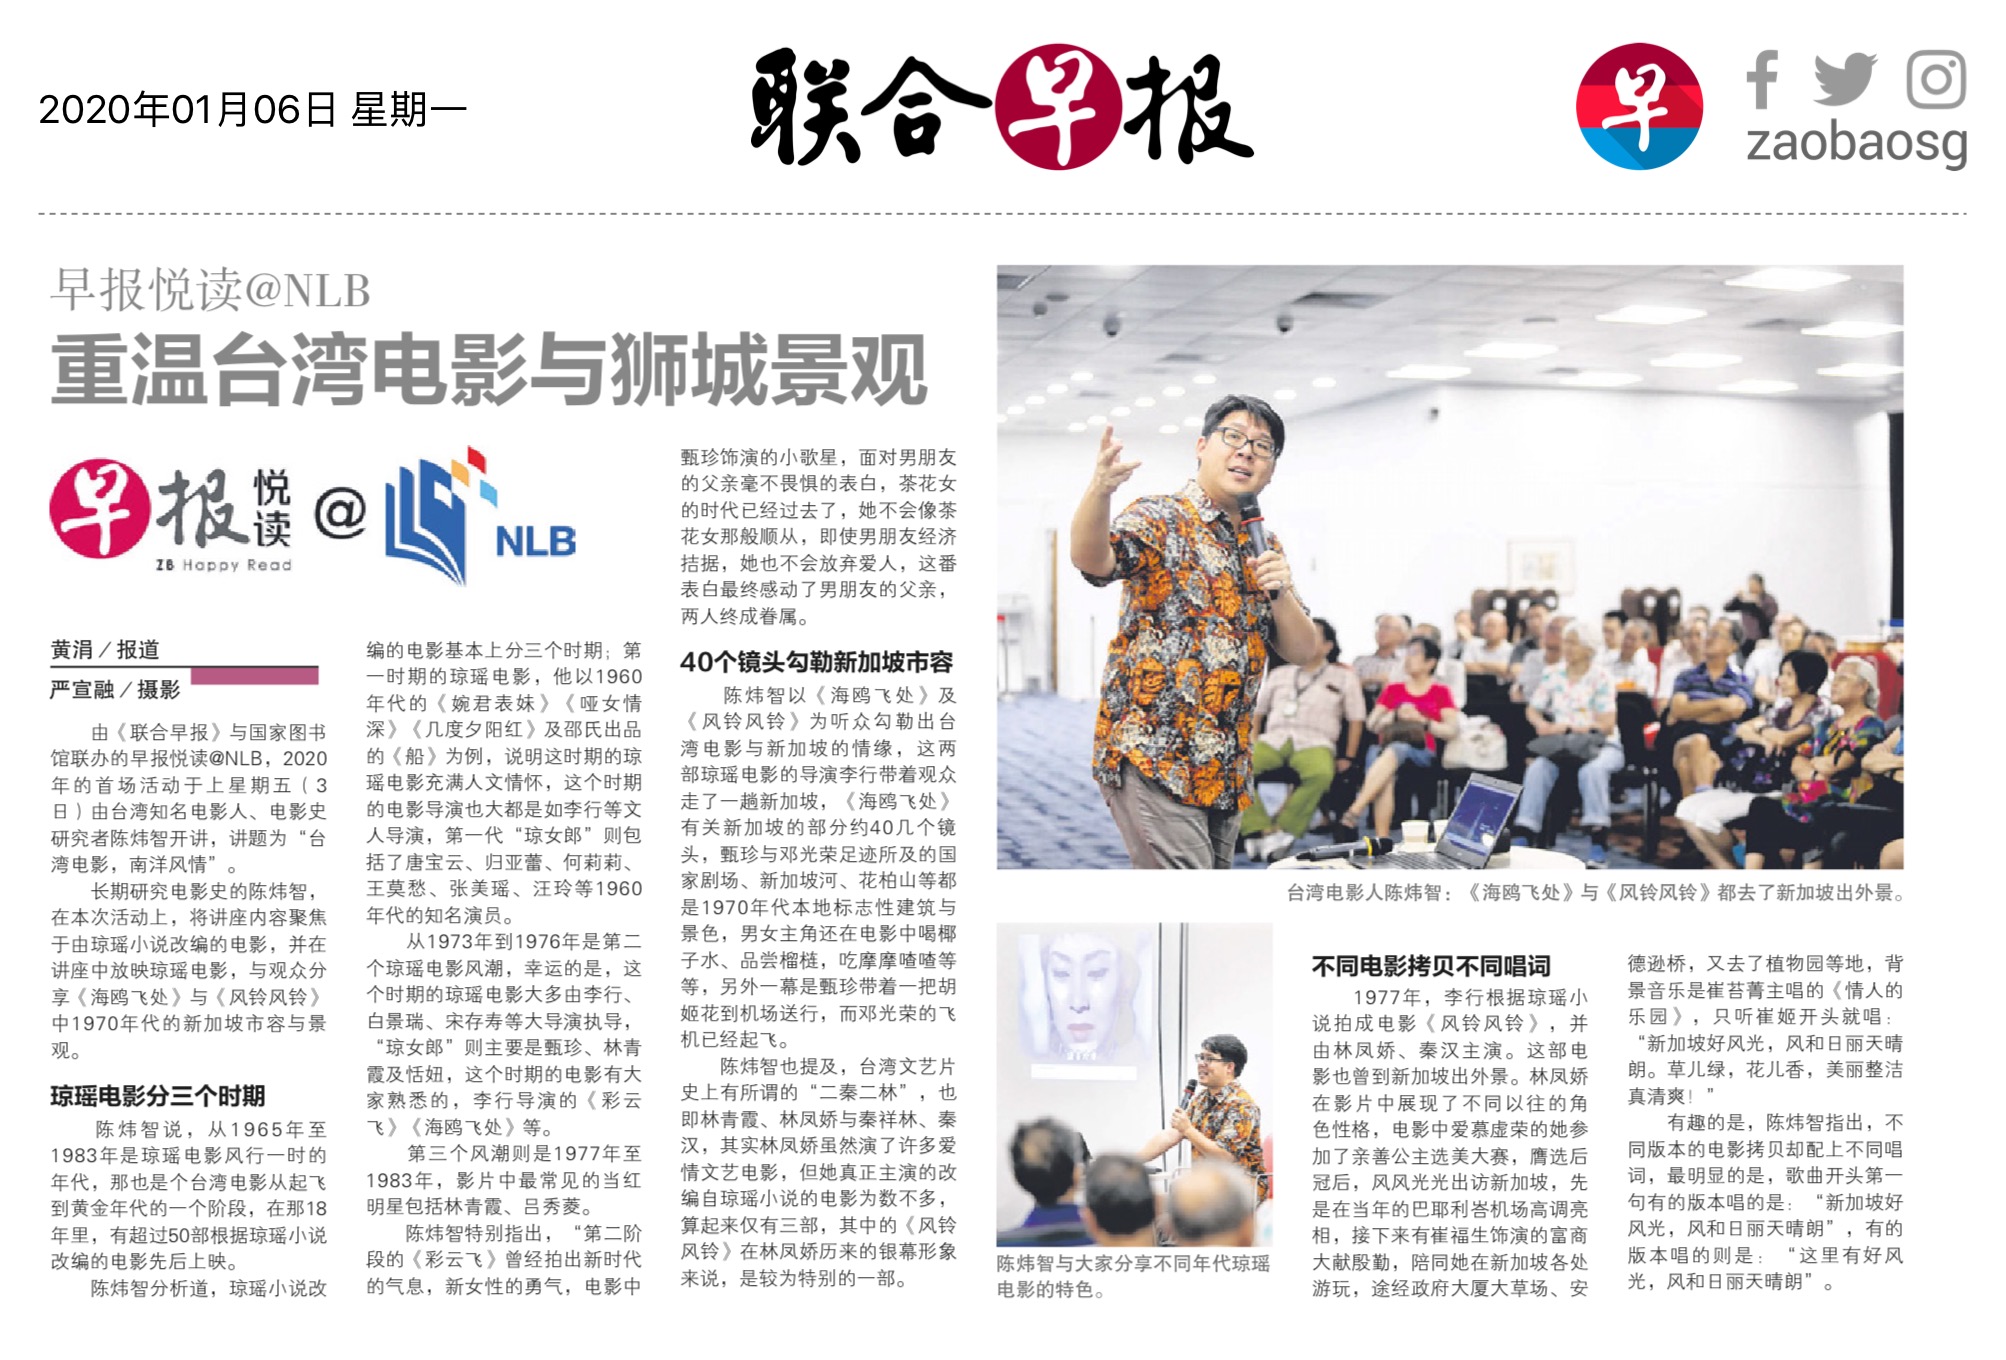 2020年01月06日 星期一
联合早报
早
zaobaosg
早报悦读@NLB
重温台湾电影与狮城景观
早报悦读 @ NLB
ZB Happy Read
黄涓／报道
严宣融／摄影
由《联合早报》与国家图书
馆联办的早报悦读@NLB，2020
年的首场活动于上星期五（3
日）由台湾知名电影人、电影史
研究者陈炜智开讲，讲题为“台
湾电影，南洋风情”。
长期研究电影史的陈炜智，
在本次活动上，将讲座内容聚焦
于由琼瑶小说改编的电影，并在
讲座中放映琼瑶电影，与观众分
享《海鸥飞处》与《风铃风铃》
中1970年代的新加坡市容与景
观。
琼瑶电影分三个时期
陈炜智说，从1965年至
1983年是琼瑶电影风行一时的
年代，那也是个台湾电影从起飞
到黄金年代的一个阶段，在那18
年里，有超过50部根据琼瑶小说
改编的电影先后上映。
陈炜智分析道，琼瑶小说改
编的电影基本上分三个时期；第
一时期的琼瑶电影，他以1960
年代的《婉君表妹》《哑女情
深》《几度夕阳红》及邵氏出品
的《船》为例，说明这时期的琼
瑶电影充满人文情怀，这个时期
的电影导演也大都是如李行等文
人导演，第一代“琼女郎”则包
括了唐宝云、归亚蕾、何莉莉、
王莫愁、张美瑶、汪玲等1960
年代的知名演员。
从1973年到1976年是第二
个琼瑶电影风潮，幸运的是，这
个时期的琼瑶电影大多由李行、
白景瑞、宋存寿等大导演执导，
“琼女郎”则主要是甄珍、林青
霞及恬妞，这个时期的电影有大
家熟悉的，李行导演的《彩云
飞》《海鸥飞处》等。
第三个风潮则是1977年至
1983年，影片中最常见的当红
明星包括林青霞、吕秀菱。
陈炜智特别指出，“第二阶
段的《彩云飞》曾经拍出新时代
的气息，新女性的勇气，电影中
甄珍饰演的小歌星，面对男朋友
的父亲毫不畏惧的表白，茶花女
的时代已经过去了，她不会像茶
花女那般顺从，即使男朋友经济
拮据，她也不会放弃爱人，这番
表白最终感动了男朋友的父亲，
两人终成眷属。
40个镜头勾勒新加坡市容
陈炜智以《海鸥飞处》及
《风铃风铃》为听众勾勒出台
湾电影与新加坡的情缘，这两
部琼瑶电影的导演李行带着观众
走了一趟新加坡，《海鸥飞处》
有关新加坡的部分约40几个镜
头，甄珍与邓光荣足迹所及的国
家剧场、新加坡河、花柏山等都
是1970年代本地标志性建筑与
景色，男女主角还在电影中喝椰
子水、品尝榴梿，吃摩摩喳喳等
等，另外一幕是甄珍带着一把胡
姬花到机场送行，而邓光荣的飞
机已经起飞。
陈炜智也提及，台湾文艺片
史上有所谓的“二秦二林”，也
即林青霞、林凤娇与秦祥林、秦
汉，其实林凤娇虽然演了许多爱
情文艺电影，但她真正主演的改
编自琼瑶小说的电影为数不多，
算起来仅有三部，其中的《风铃
风铃》在林凤娇历来的银幕形象
来说，是较为特别的一部。
台湾电影人陈炜智：《海鸥飞处》与《风铃风铃》都去了新加坡出外景。
陈炜智与大家分享不同年代琼瑶
电影的特色。
不同电影拷贝不同唱词
1977年，李行根据琼瑶小
说拍成电影《风铃风铃》，并
由林凤娇、秦汉主演。这部电
影也曾到新加坡出外景。林凤娇
在影片中展现了不同以往的角
色性格，电影中爱慕虚荣的她参
加了亲善公主选美大赛，膺选后
冠后，风风光光出访新加坡，先
是在当年的巴耶利峇机场高调亮
相，接下来有崔福生饰演的富商
大献殷勤，陪同她在新加坡各处
游玩，途经政府大厦大草场、安
德逊桥，又去了植物园等地，背
景音乐是崔苔菁主唱的《情人的
乐园》，只听崔姬开头就唱：
“新加坡好风光，风和日丽天晴
朗。草儿绿，花儿香，美丽整洁
真清爽！”
有趣的是，陈炜智指出，不
同版本的电影拷贝却配上不同唱
词，最明显的是，歌曲开头第一
句有的版本唱的是：“新加坡好
风光，风和日丽天晴朗”，有的
版本唱的则是：“这里有好风
光，风和日丽天晴朗”。